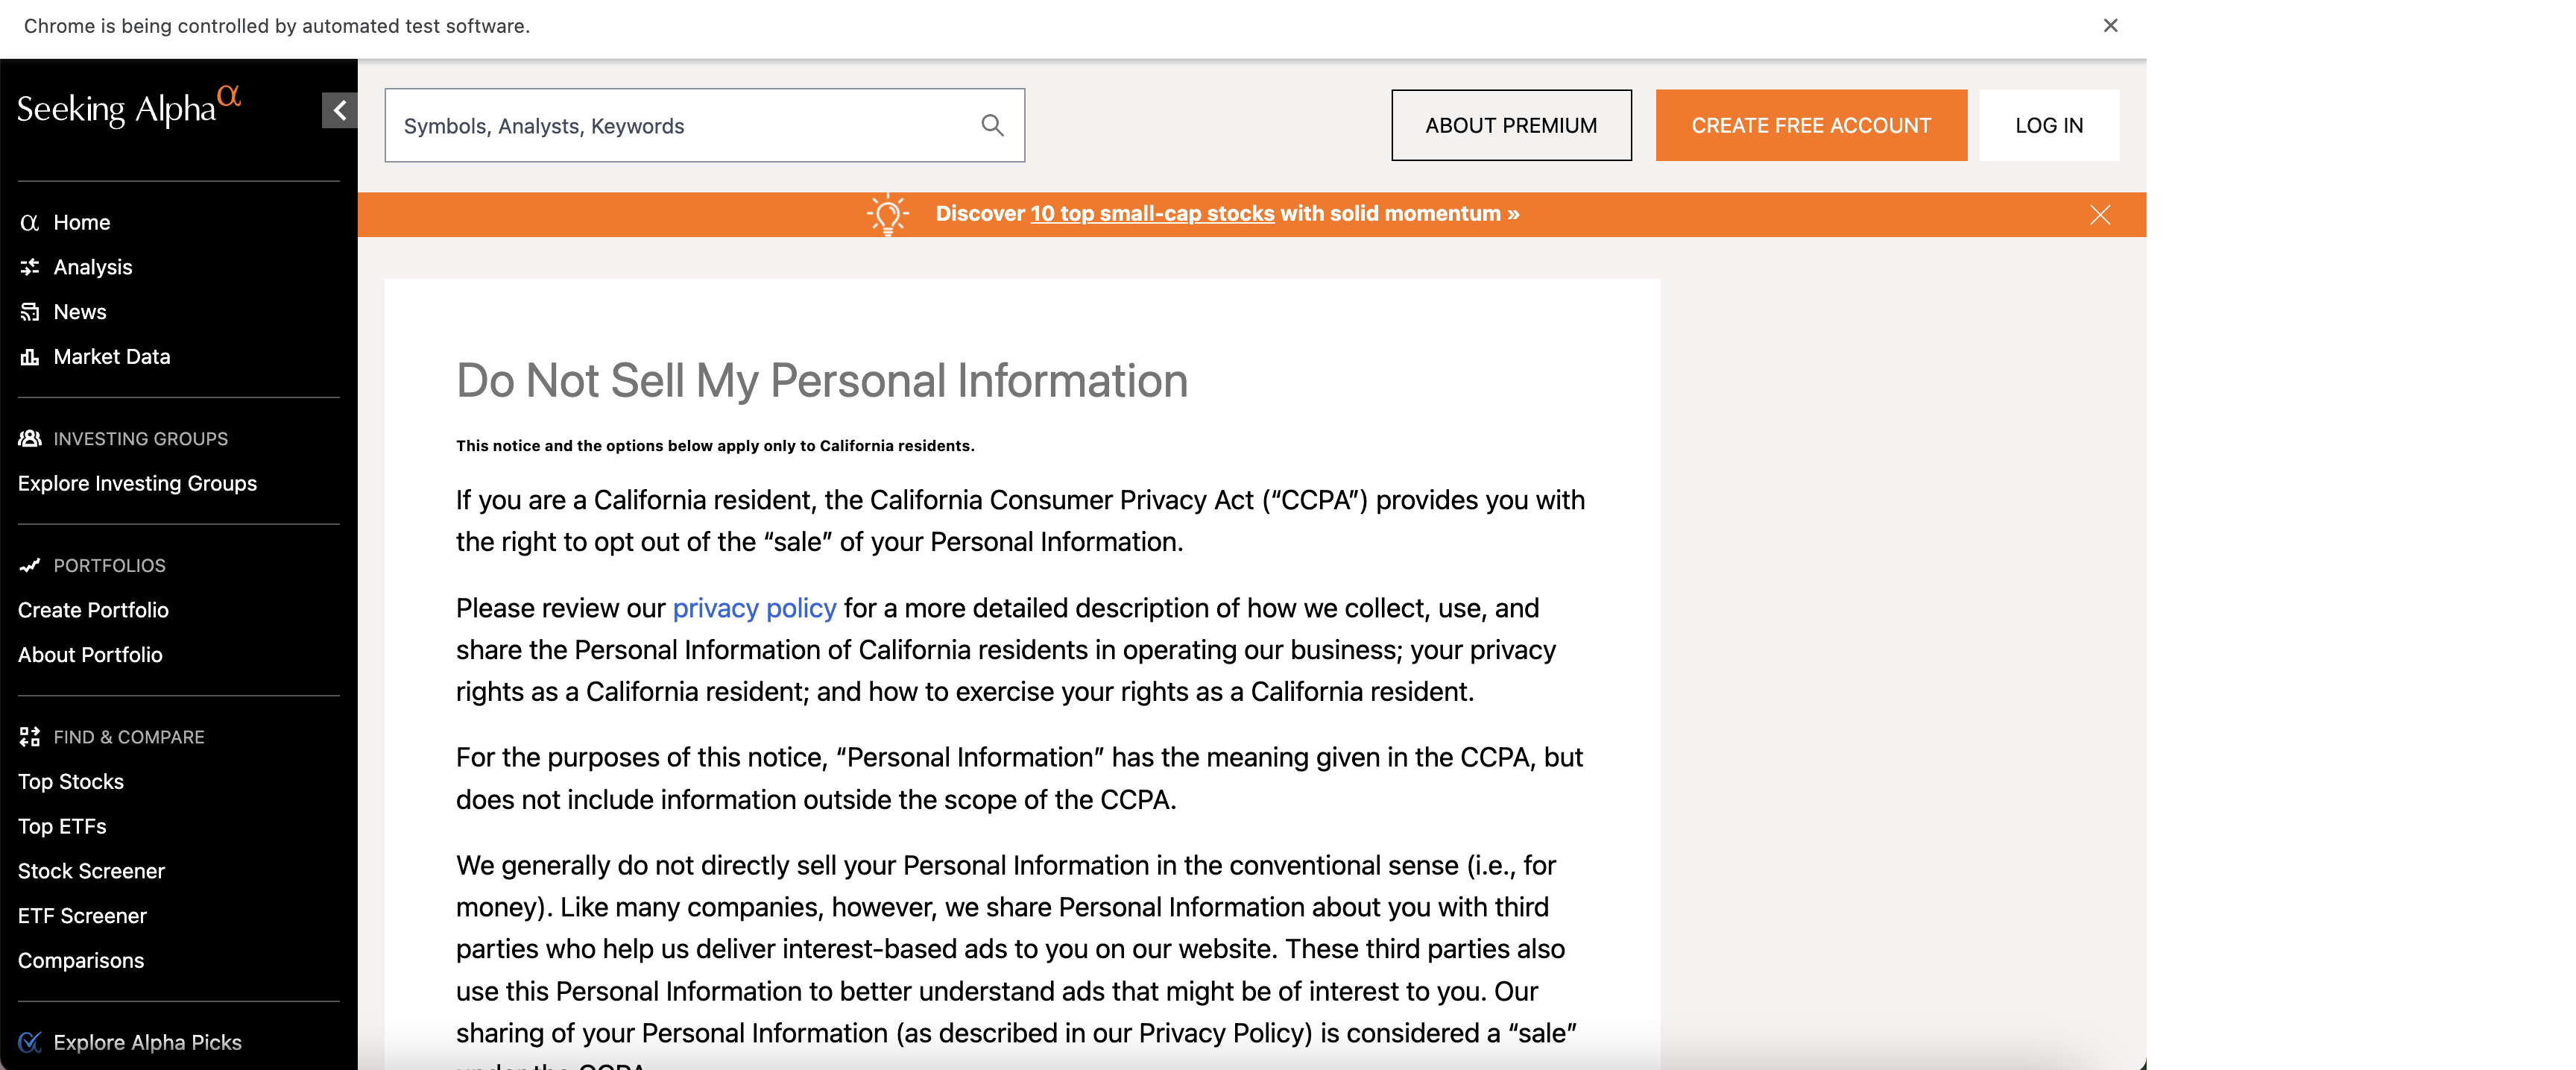 Chrome is being controlled by automated test software.
Seeking Alpha α
Symbols, Analysts, Keywords
ABOUT PREMIUM
CREATE FREE ACCOUNT
LOG IN
Discover 10 top small-cap stocks with solid momentum »
Home
Analysis
News
Market Data
INVESTING GROUPS
Explore Investing Groups
PORTFOLIOS
Create Portfolio
About Portfolio
FIND & COMPARE
Top Stocks
Top ETFs
Stock Screener
ETF Screener
Comparisons
Explore Alpha Picks
Do Not Sell My Personal Information
This notice and the options below apply only to California residents.
If you are a California resident, the California Consumer Privacy Act (“CCPA”) provides you with
the right to opt out of the “sale” of your Personal Information.
Please review our privacy policy for a more detailed description of how we collect, use, and
share the Personal Information of California residents in operating our business; your privacy
rights as a California resident; and how to exercise your rights as a California resident.
For the purposes of this notice, “Personal Information” has the meaning given in the CCPA, but
does not include information outside the scope of the CCPA.
We generally do not directly sell your Personal Information in the conventional sense (i.e., for
money). Like many companies, however, we share Personal Information about you with third
parties who help us deliver interest-based ads to you on our website. These third parties also
use this Personal Information to better understand ads that might be of interest to you. Our
sharing of your Personal Information (as described in our Privacy Policy) is considered a “sale”
under the CCPA